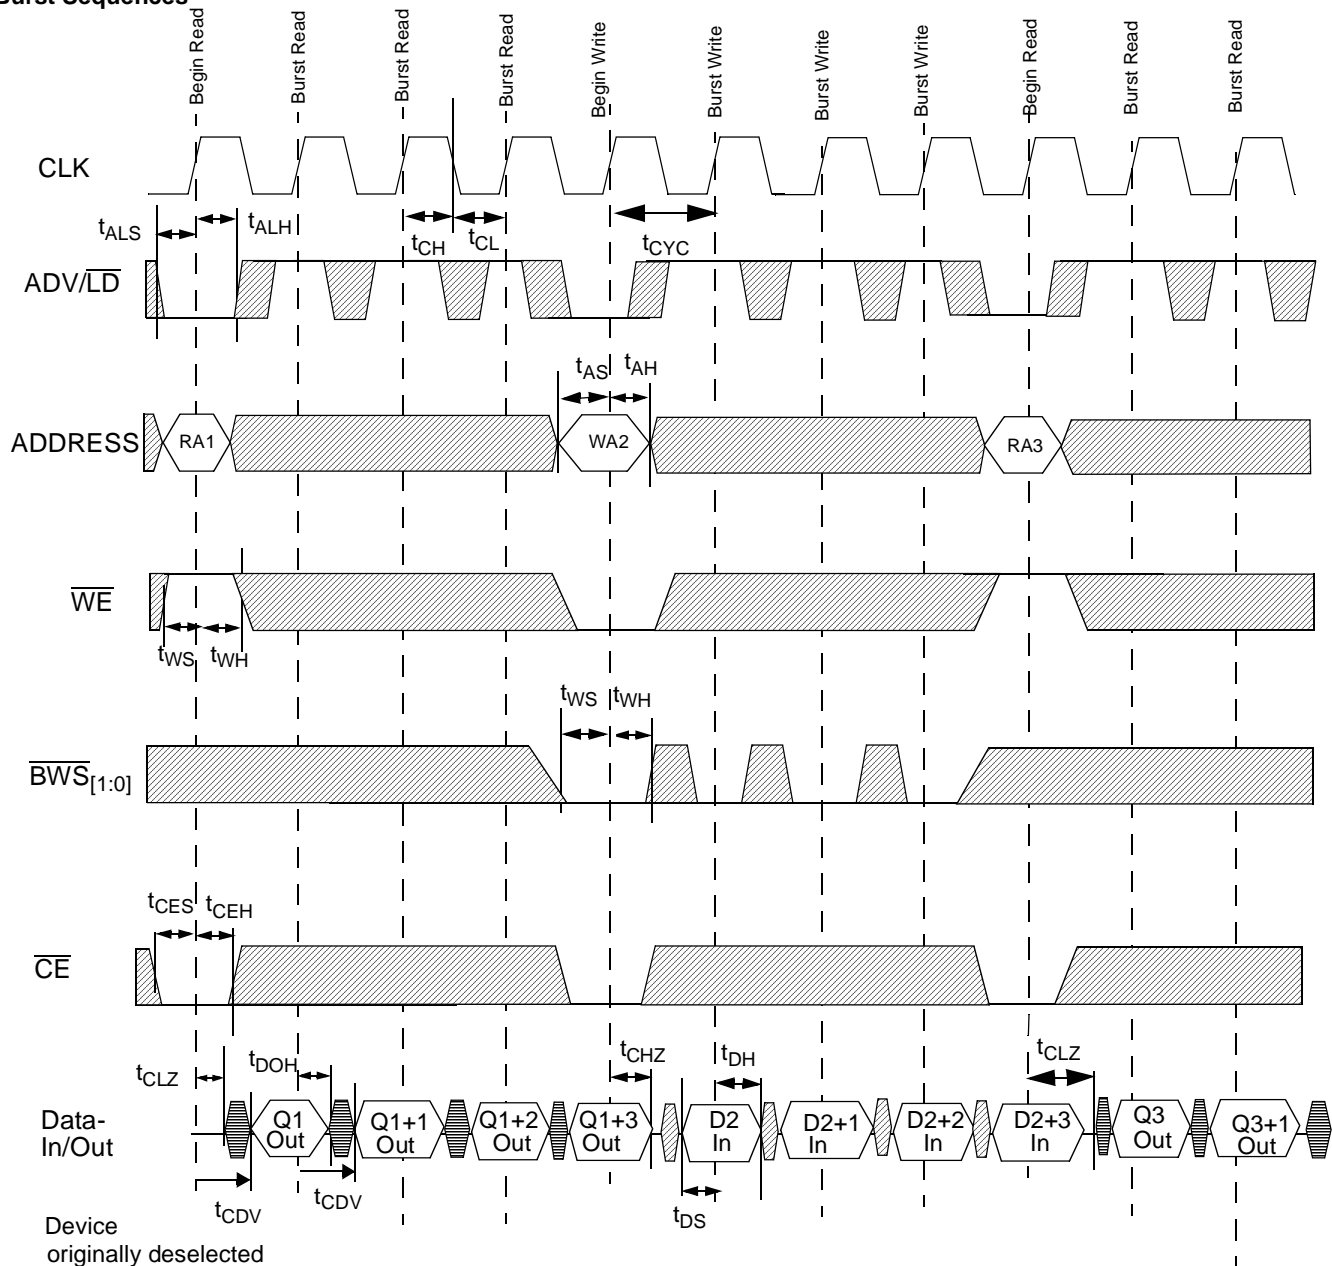 Burst Sequences
Begin Read
Burst Read
Burst Read
Burst Read
Begin Write
Burst Write
Burst Write
Burst Write
Begin Read
Burst Read
Burst Read
CLK
tALS
tALH
tCH
tCL
tCYC
ADV/LD
tAS
tAH
ADDRESS
RA1
WA2
RA3
WE
tWS
tWH
tWS
tWH
BWS[1:0]
tCES
tCEH
CE
tCLZ
tDOH
tCHZ
tDH
tCLZ
Data-
In/Out
Q1
Out
Q1+1
Out
Q1+2
Out
Q1+3
Out
D2
In
D2+1
In
D2+2
In
D2+3
In
Q3
Out
Q3+1
Out
tCDV
tCDV
tDS
Device
originally deselected